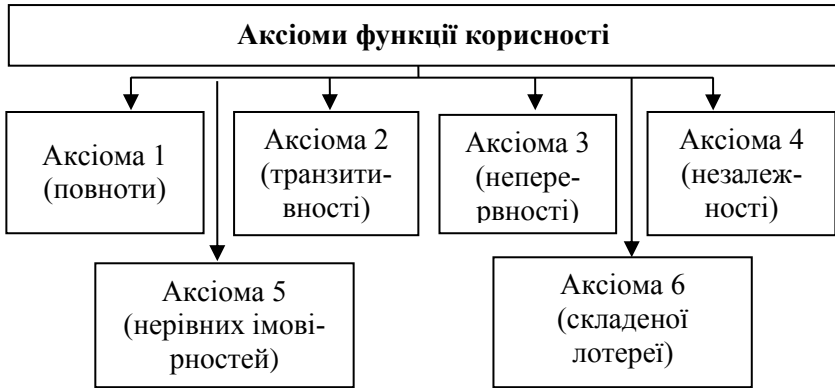 Аксіоми функції корисності
Аксіома 1
(повноти)
Аксіома 2
(транзити-
вності)
Аксіома 3
(непере-
рвності)
Аксіома 4
(незалеж-
ності)
Аксіома 5
(нерівних імові-
рностей)
Аксіома 6
(складеної
лотереї)